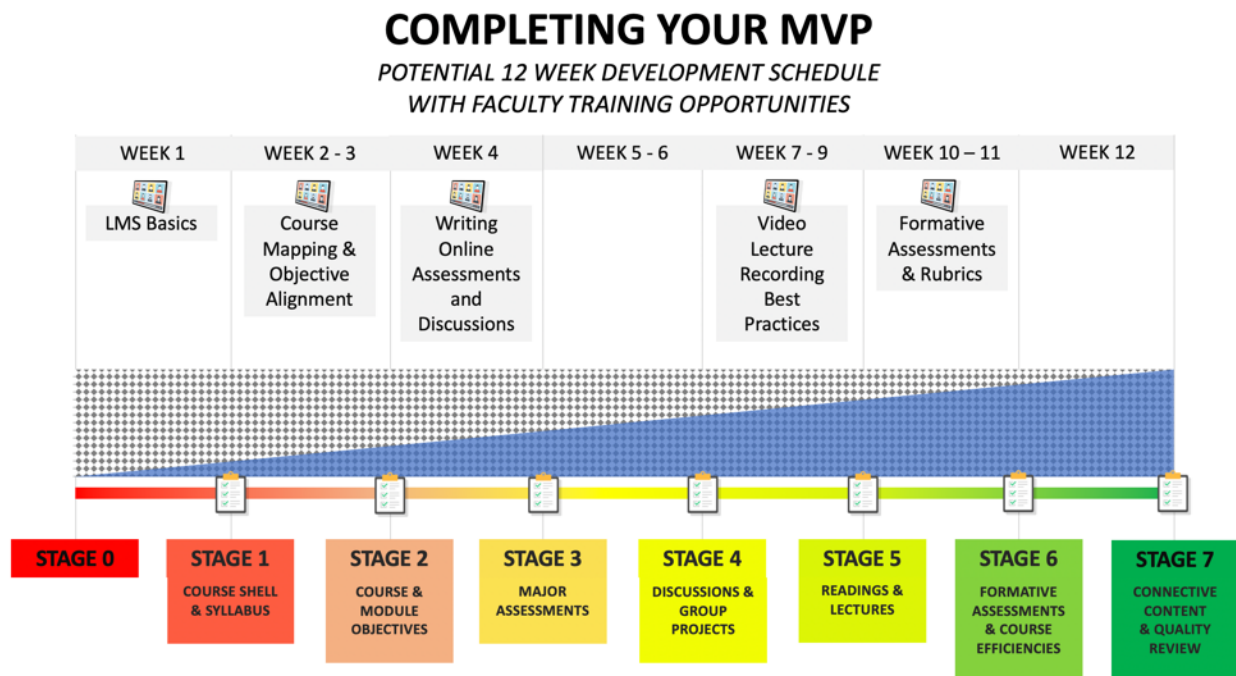 COMPLETING YOUR MVP
POTENTIAL 12 WEEK DEVELOPMENT SCHEDULE
WITH FACULTY TRAINING OPPORTUNITIES
WEEK 1
WEEK 2 - 3
WEEK 4
WEEK 5 - 6
WEEK 7 - 9
WEEK 10 – 11
WEEK 12
LMS Basics
Course
Mapping &
Objective
Alignment
Writing
Online
Assessments
and
Discussions
Video
Lecture
Recording
Best
Practices
Formative
Assessments
& Rubrics
STAGE 0
STAGE 1
COURSE SHELL
& SYLLABUS
STAGE 2
COURSE &
MODULE
OBJECTIVES
STAGE 3
MAJOR
ASSESSMENTS
STAGE 4
DISCUSSIONS &
GROUP
PROJECTS
STAGE 5
READINGS &
LECTURES
STAGE 6
FORMATIVE
ASSESSMENTS
& COURSE
EFFICIENCIES
STAGE 7
CONNECTIVE
CONTENT
& QUALITY
REVIEW